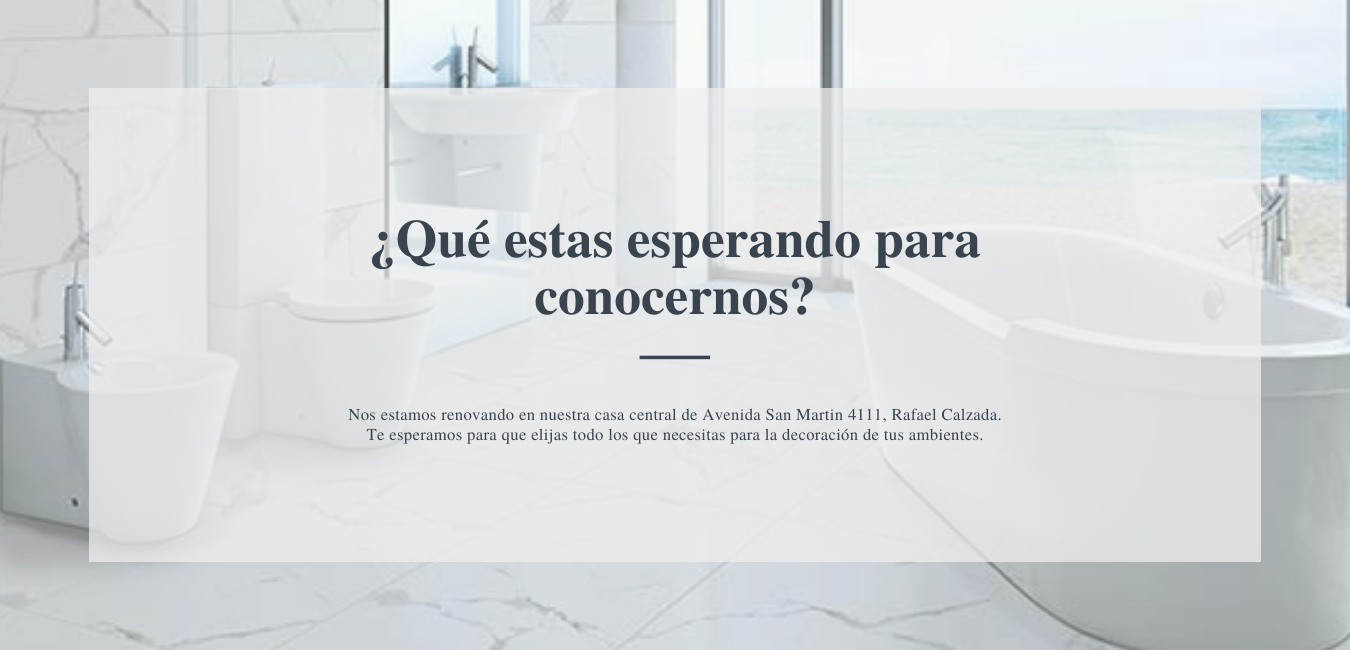 ¿Qué estas esperando para
conocernos?
Nos estamos renovando en nuestra casa central de Avenida San Martin 4111, Rafael Calzada.
Te esperamos para que elijas todo los que necesitas para la decoración de tus ambientes.